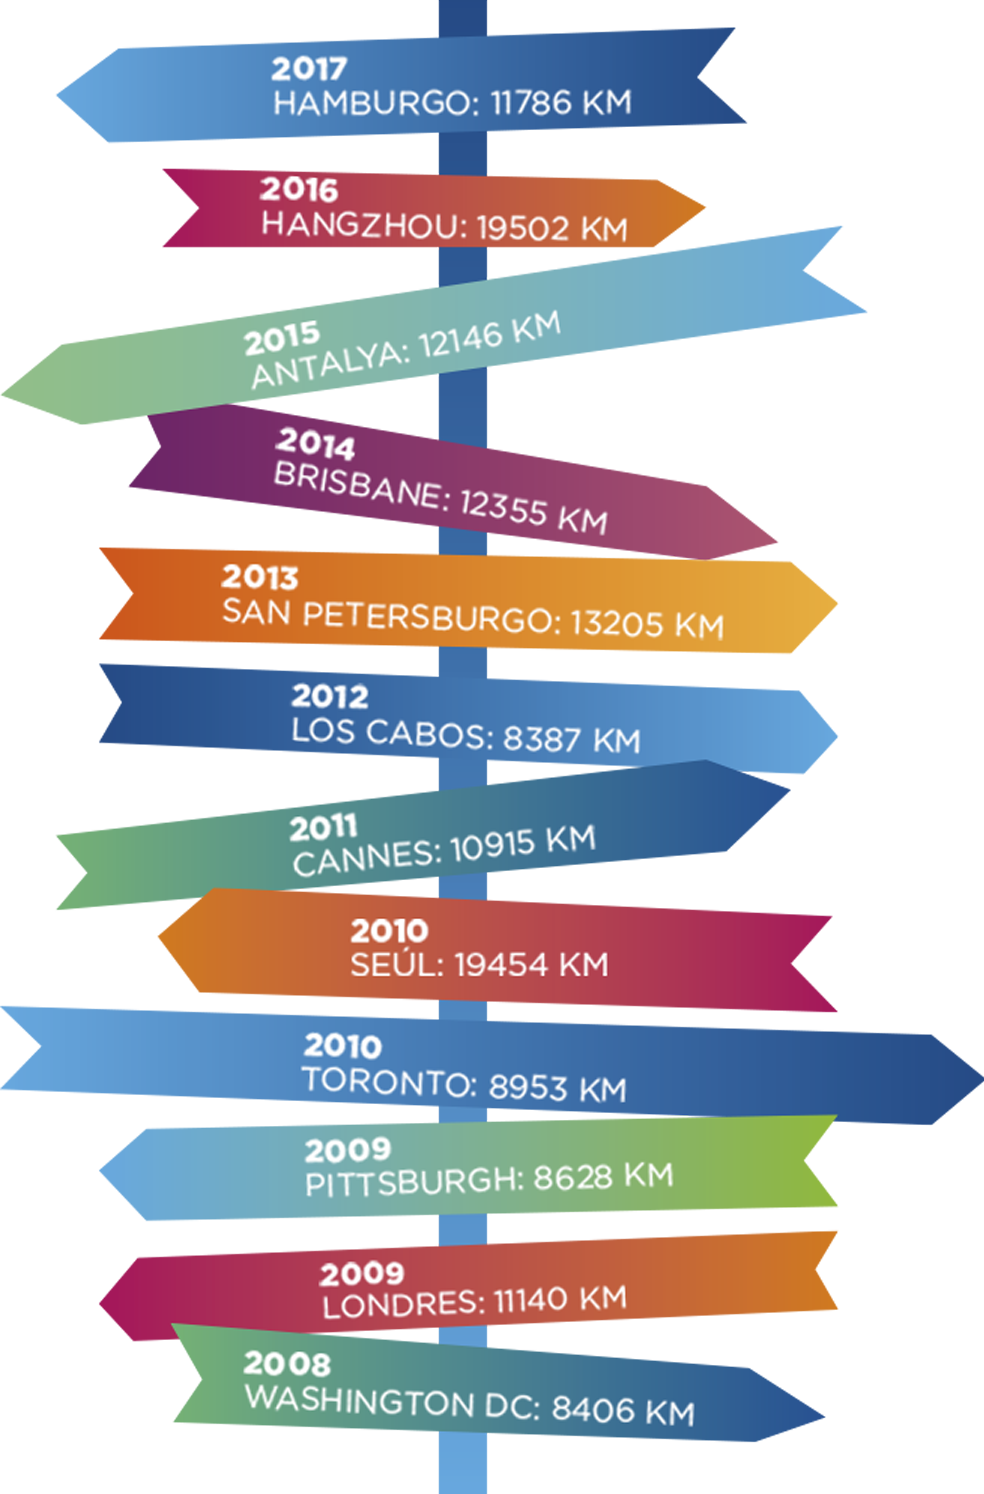 2017
HAMBURGO: 11786 KM
2016
HANGZHOU: 19502 KM
2015
ANTALYA: 12146 KM
2014
BRISBANE: 12355 KM
2013
SAN PETERSBURGO: 13205 KM
2012
LOS CABOS: 8387 KM
2011
CANNES: 10915 KM
2010
SEÚL: 19454 KM
2010
TORONTO: 8953 KM
2009
PITTSBURGH: 8628 KM
2009
LONDRES: 11140 KM
2008
WASHINGTON DC: 8406 KM